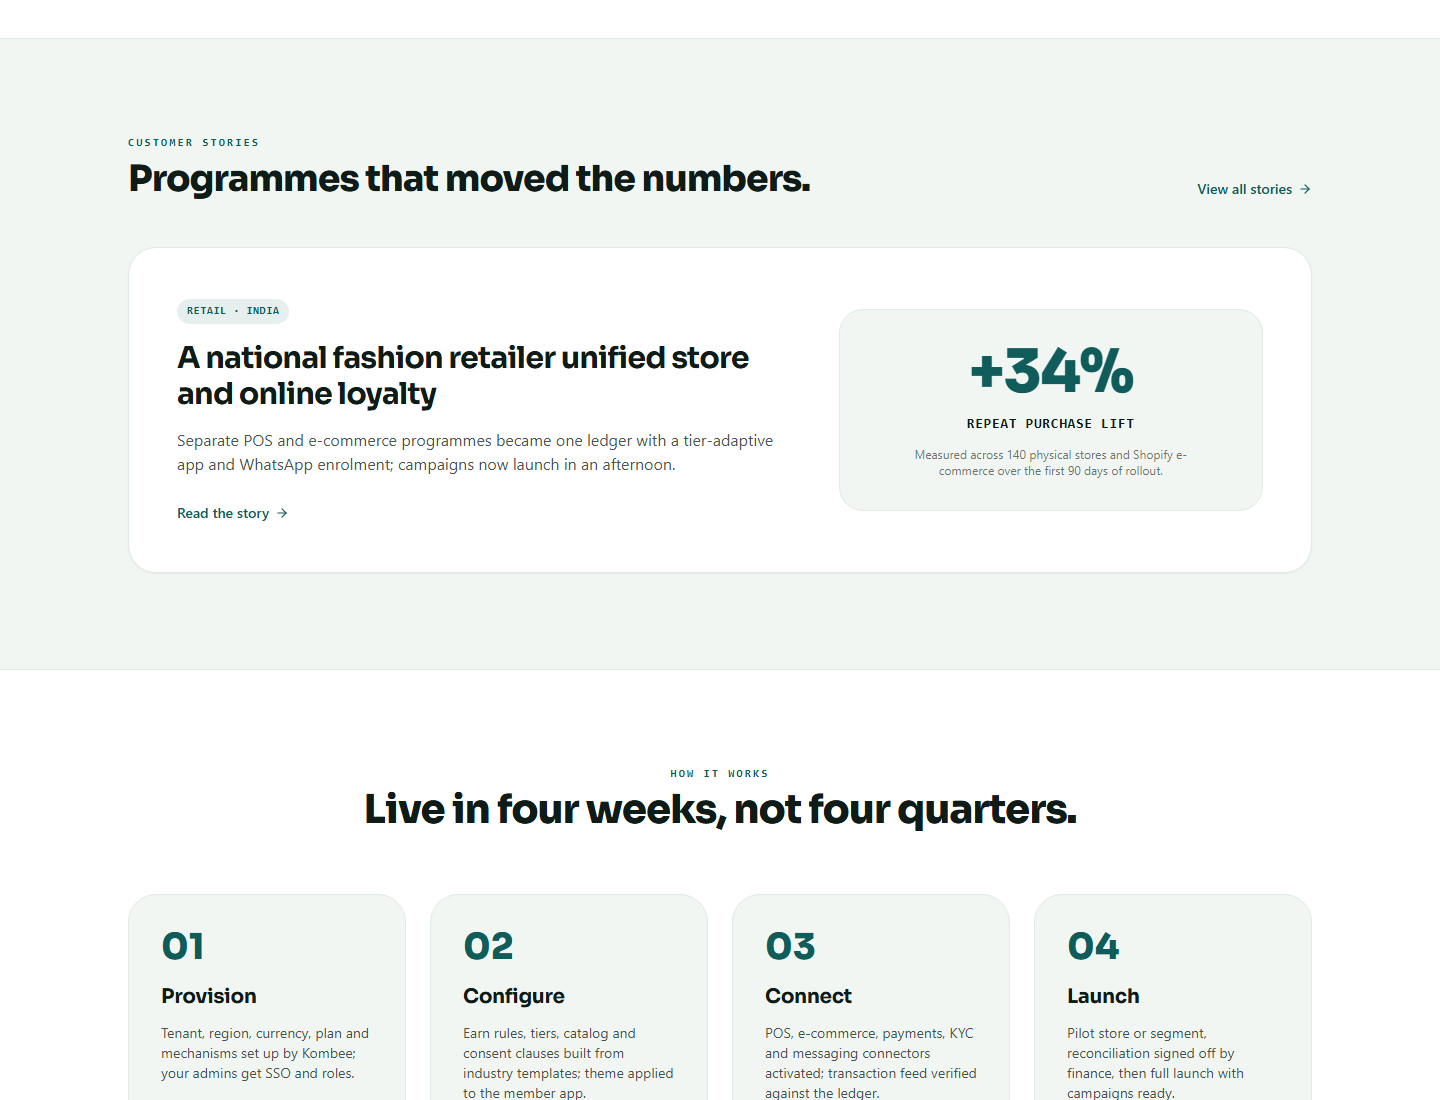 CUSTOMER STORIES
Programmes that moved the numbers.
View all stories →
RETAIL · INDIA
A national fashion retailer unified store
and online loyalty
Separate POS and e-commerce programmes became one ledger with a tier-adaptive
app and WhatsApp enrolment; campaigns now launch in an afternoon.
Read the story →
+34%
REPEAT PURCHASE LIFT
Measured across 140 physical stores and Shopify e-
commerce over the first 90 days of rollout.
HOW IT WORKS
Live in four weeks, not four quarters.
01
Provision
Tenant, region, currency, plan and
mechanisms set up by Kombee;
your admins get SSO and roles.
02
Configure
Earn rules, tiers, catalog and
consent clauses built from
industry templates; theme applied
to the member app.
03
Connect
POS, e-commerce, payments, KYC
and messaging connectors
activated; transaction feed verified
against the ledger.
04
Launch
Pilot store or segment,
reconciliation signed off by
finance, then full launch with
campaigns ready.